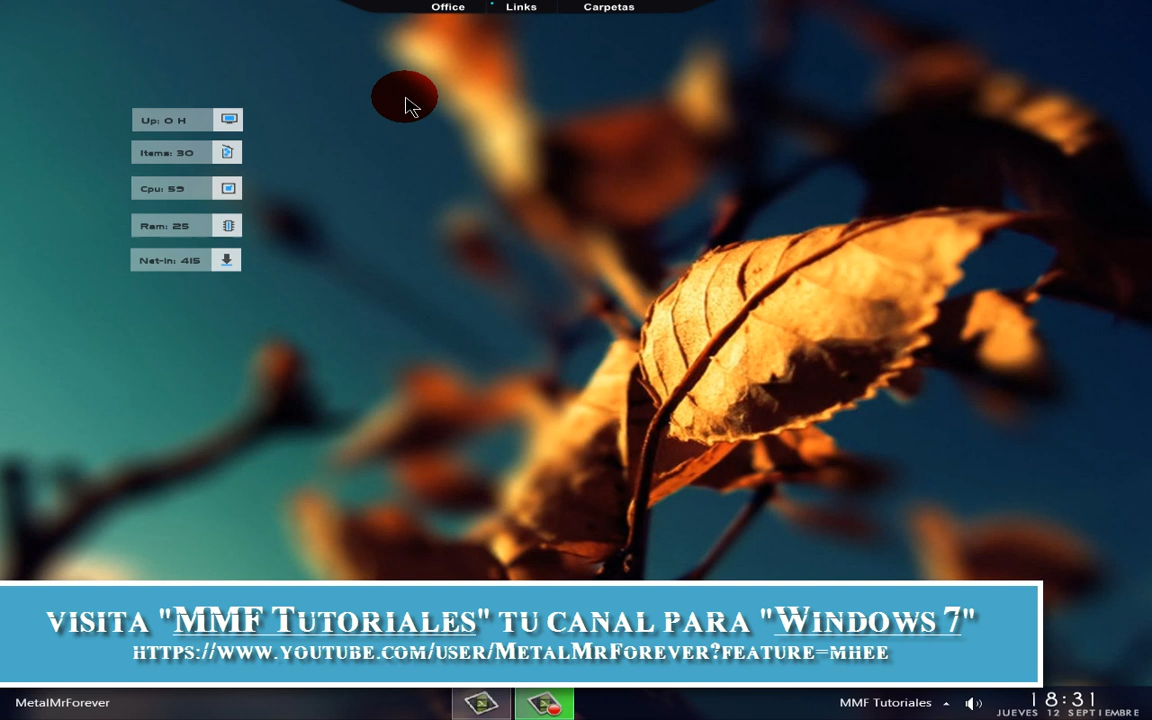 Office Links Carpetas
Up: 0 H
Items: 30
Cpu: 59
Ram: 25
Net-In: 415
VISITA "MMF TUTORIALES" TU CANAL PARA "WINDOWS 7"
HTTPS://WWW.YOUTUBE.COM/USER/METALMRFOREVER?FEATURE=MHEE
MetalMrForever
MMF Tutoriales
18:31
JUEVES 12 SEPTIEMBRE